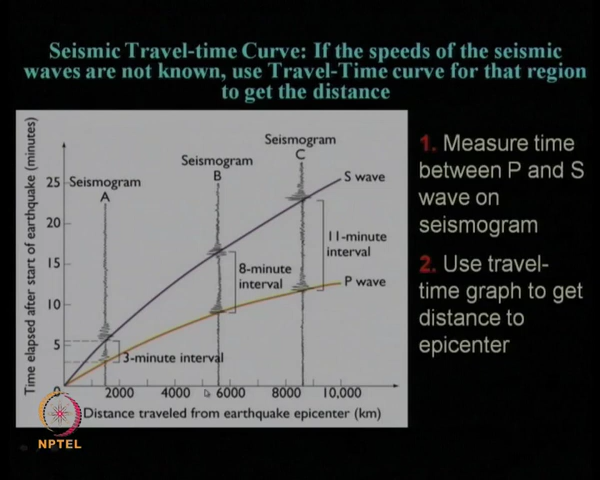 Seismic Travel-time Curve: If the speeds of the seismic
waves are not known, use Travel-Time curve for that region
to get the distance
Time elapsed after start of earthquake (minutes)
25
20
15
10
5
0
Seismogram
A
Seismogram
B
Seismogram
C
S wave
P wave
11-minute
interval
8-minute
interval
3-minute interval
2000
4000
6000
8000
10,000
Distance traveled from earthquake epicenter (km)
1. Measure time
between P and S
wave on
seismogram
2. Use travel-
time graph to get
distance to
epicenter
NPTEL